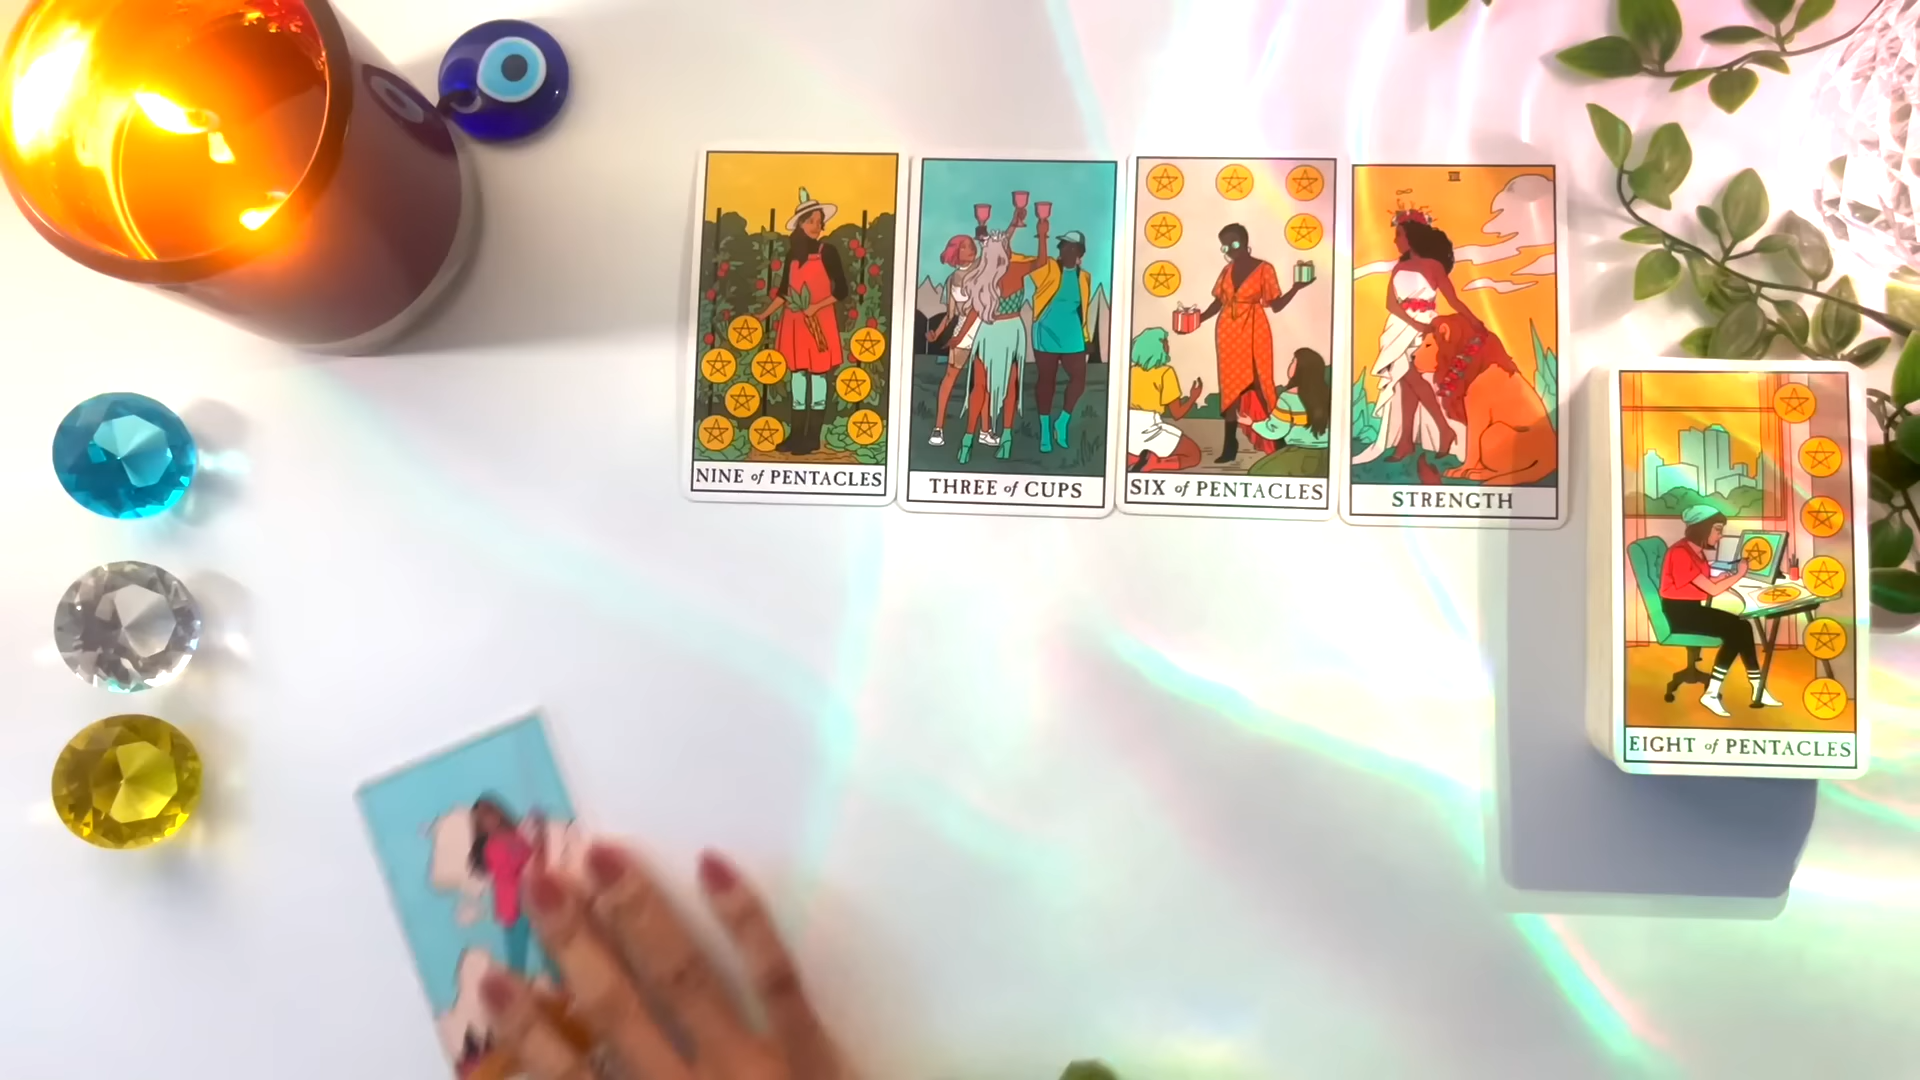 NINE of PENTACLES
THREE of CUPS
SIX of PENTACLES
STRENGTH
EIGHT of PENTACLES